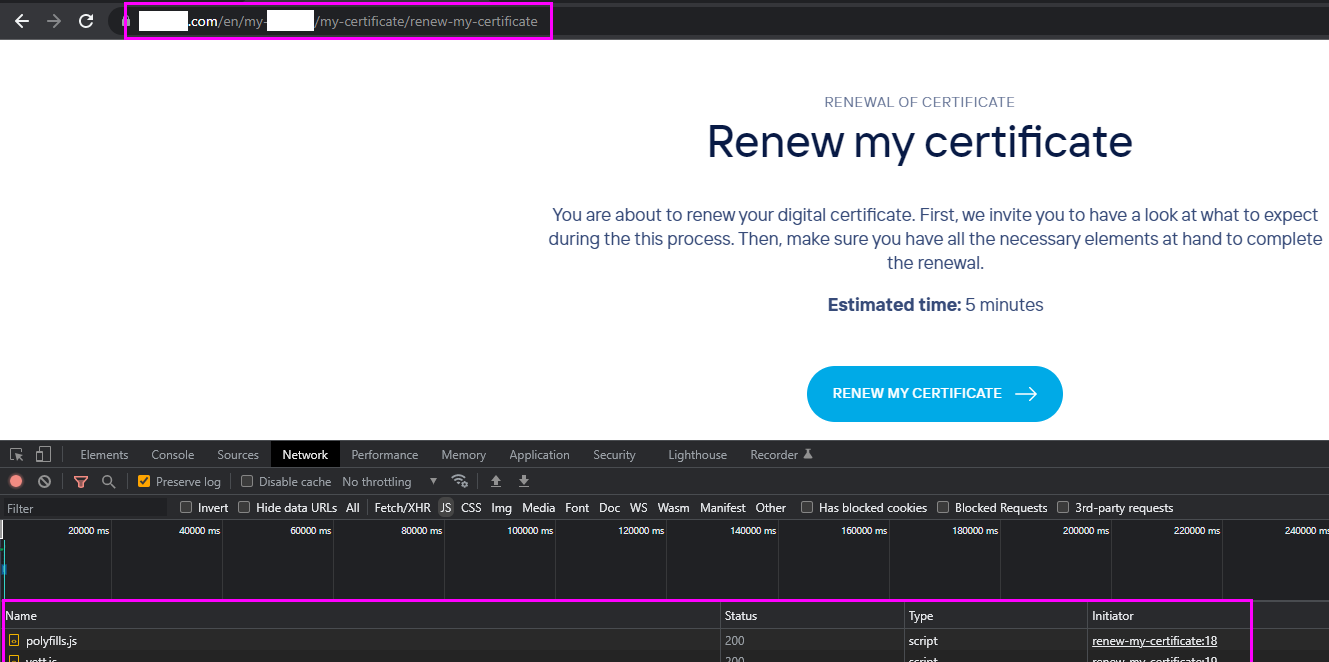 .com/en/my- /my-certificate/renew-my-certificate
RENEWAL OF CERTIFICATE
Renew my certificate
You are about to renew your digital certificate. First, we invite you to have a look at what to expect
during the this process. Then, make sure you have all the necessary elements at hand to complete
the renewal.
Estimated time: 5 minutes
RENEW MY CERTIFICATE
Elements Console Sources Network Performance Memory Application Security Lighthouse Recorder
Preserve log Disable cache No throttling
Filter Invert Hide data URLs All Fetch/XHR JS CSS Img Media Font Doc WS Wasm Manifest Other Has blocked cookies Blocked Requests 3rd-party requests
20000 ms 40000 ms 60000 ms 80000 ms 100000 ms 120000 ms 140000 ms 160000 ms 180000 ms 200000 ms 220000 ms 240000 ms
Name Status Type Initiator
polyfills.js 200 script renew-my-certificate:18
200 script renew-my-certificate:19